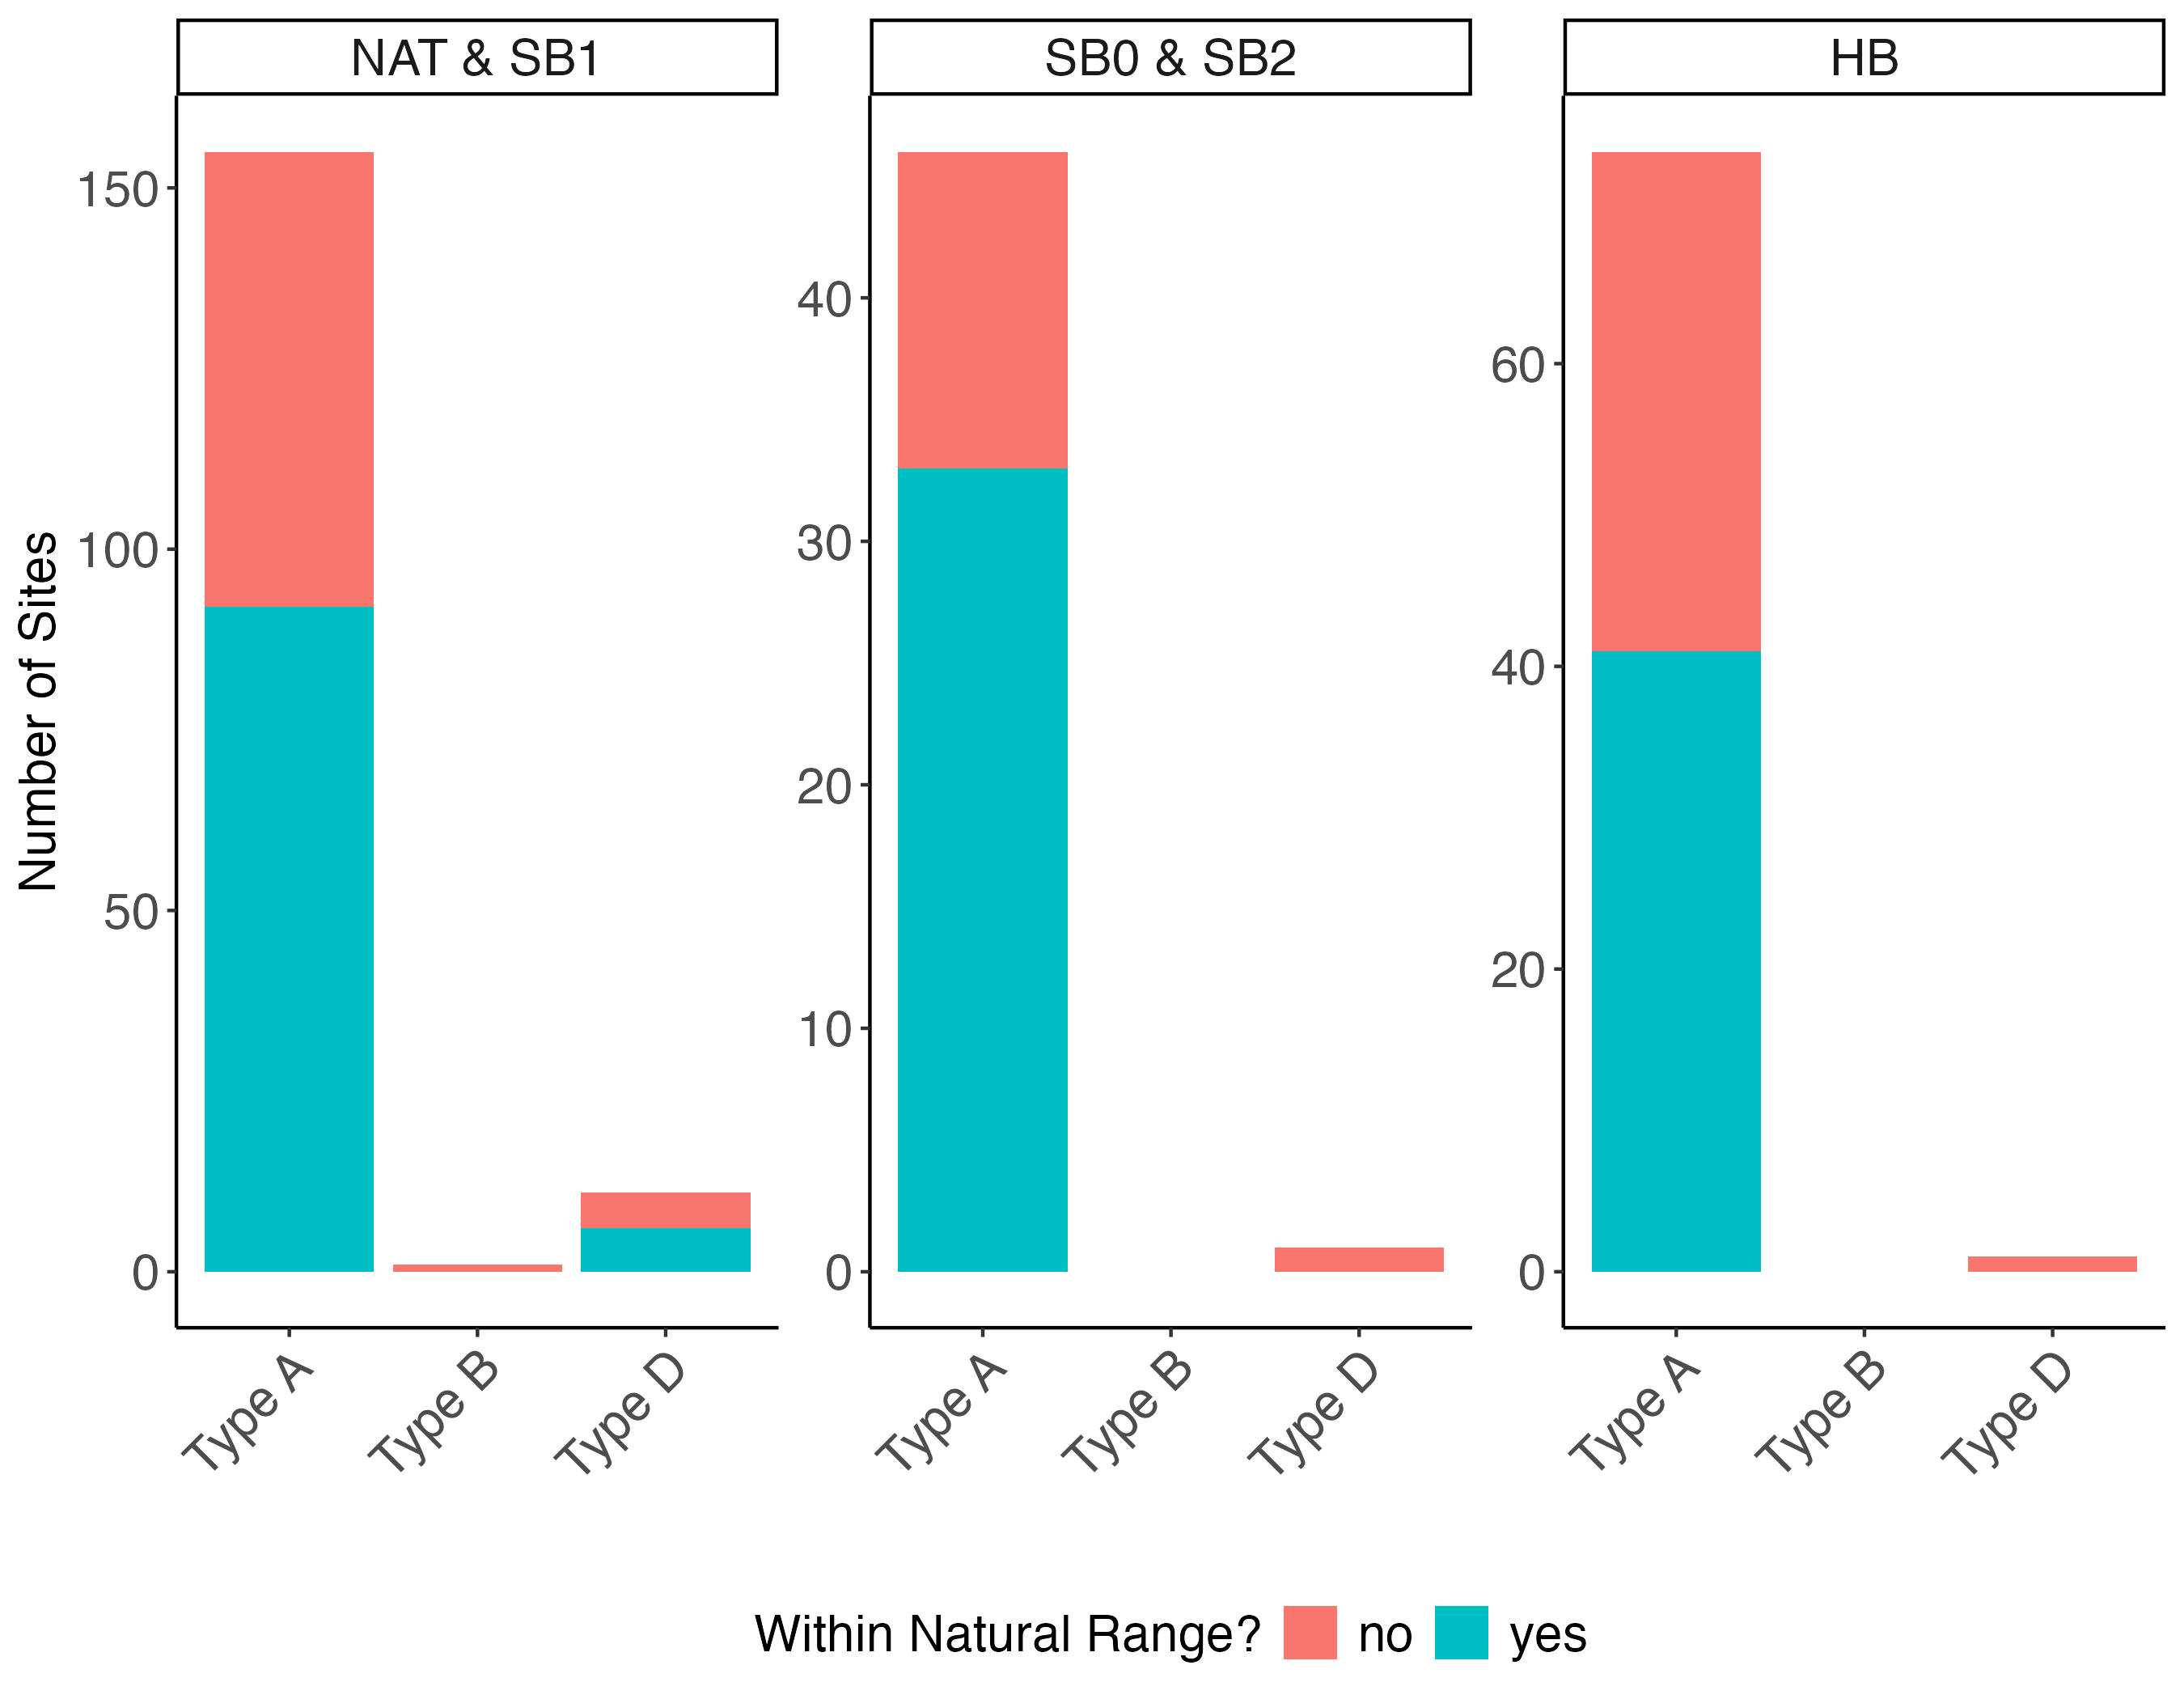 NAT & SB1
SB0 & SB2
HB
Number of Sites
150
100
50
0
40
30
20
10
0
60
40
20
0
Type A
Type B
Type D
Type A
Type B
Type D
Type A
Type B
Type D
Within Natural Range? no yes